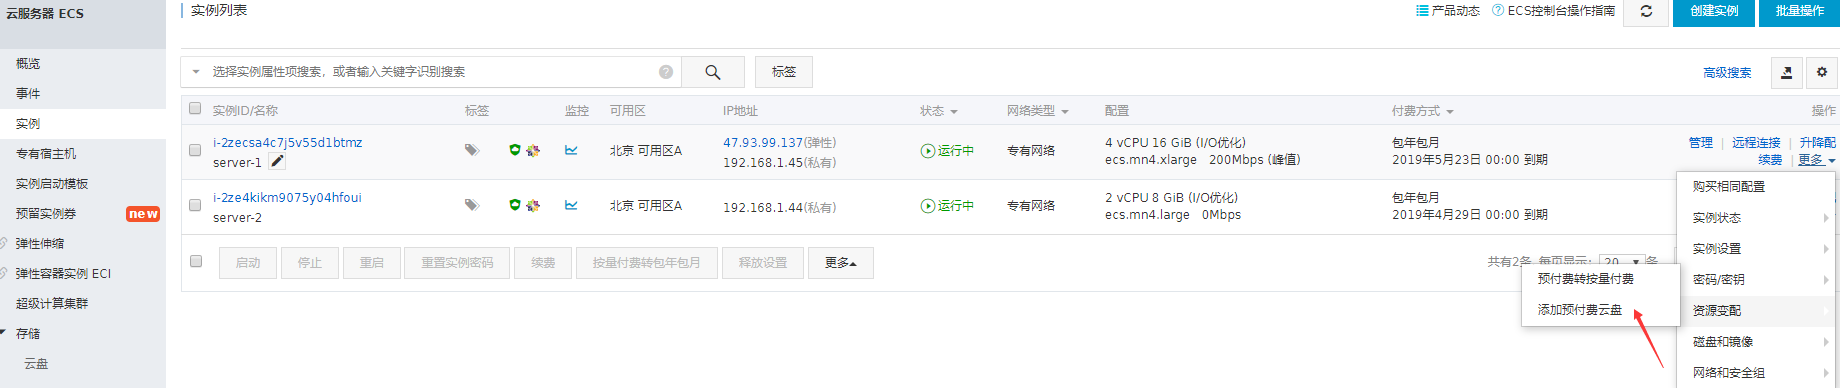 云服务器 ECS
概览
事件
实例
专有宿主机
实例启动模板
预留实例券 new
弹性伸缩
弹性容器实例 ECI
超级计算集群
存储
云盘
实例列表
产品动态 ECS控制台操作指南 创建实例 批量操作
选择实例属性项搜索，或者输入关键字识别搜索 ? 标签 高级搜索
实例ID/名称 标签 监控 可用区 IP地址 状态 网络类型 配置 付费方式 操作
i-2zecsa4c7j5v55d1btmz 47.93.99.137(弹性) 4 vCPU 16 GiB (I/O优化) 包年包月 管理 | 远程连接 | 升降配
server-1 北京 可用区A 192.168.1.45(私有) 运行中 专有网络 ecs.mn4.xlarge 200Mbps (峰值) 2019年5月23日 00:00 到期 续费 | 更多
i-2ze4kikm9075y04hfoui 2 vCPU 8 GiB (I/O优化) 包年包月
server-2 北京 可用区A 192.168.1.44(私有) 运行中 专有网络 ecs.mn4.large 0Mbps 2019年4月29日 00:00 到期
启动 停止 重启 重置实例密码 续费 按量付费转包年包月 释放设置 更多 共有2条，每页显示：20 条
购买相同配置
实例状态
实例设置
密码/密钥
资源变配
磁盘和镜像
网络和安全组
预付费转按量付费
添加预付费云盘